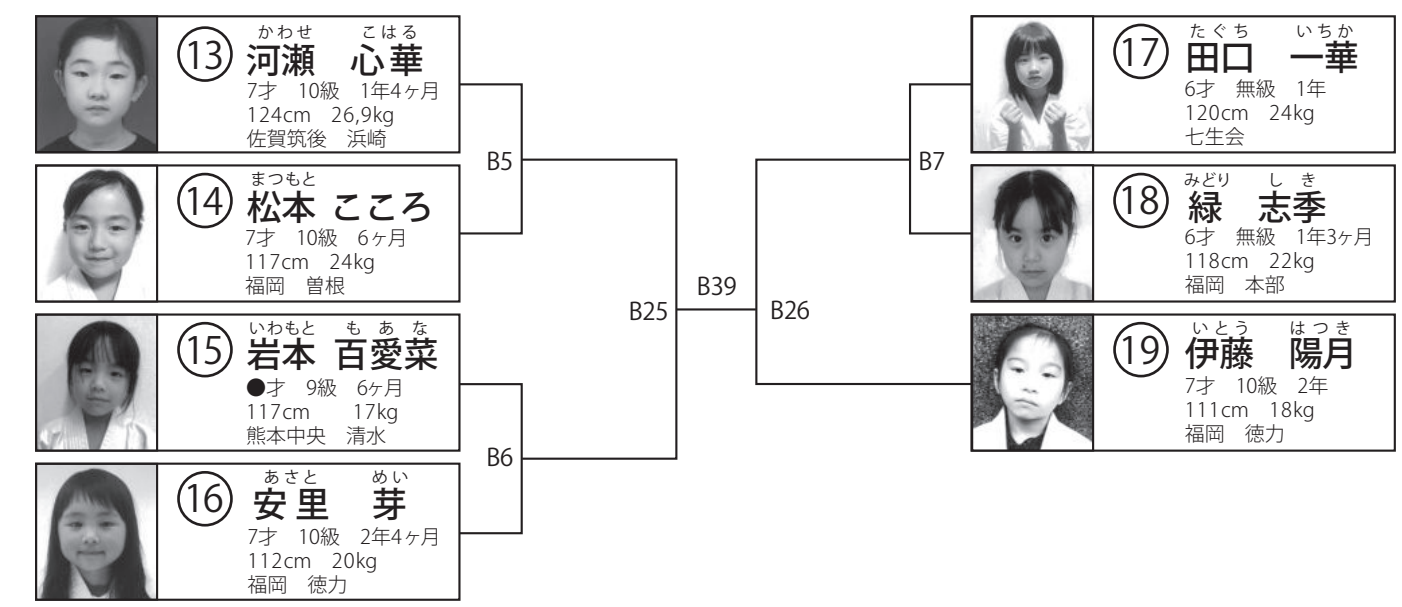 かわせ こはる
⑬ 河瀬 心華
7才 10級 1年4ヶ月
124cm 26,9kg
佐賀筑後 浜崎
まつもと
⑭ 松本 こころ
7才 10級 6ヶ月
117cm 24kg
福岡 曽根
いわもと もあな
⑮ 岩本 百愛菜
●才 9級 6ヶ月
117cm 17kg
熊本中央 清水
あさと めい
⑯ 安里 芽
7才 10級 2年4ヶ月
112cm 20kg
福岡 徳力
B5
B6
B25
B39
B26
B7
たぐち いちか
⑰ 田口 一華
6才 無級 1年
120cm 24kg
七生会
みどり しき
⑱ 緑 志季
6才 無級 1年3ヶ月
118cm 22kg
福岡 本部
いとう はつき
⑲ 伊藤 陽月
7才 10級 2年
111cm 18kg
福岡 徳力